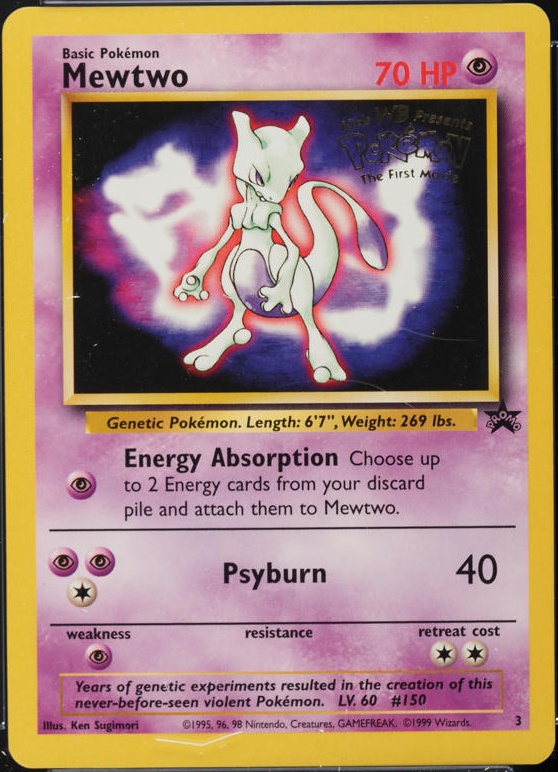 Basic Pokémon
Mewtwo
70 HP
Kids WB Presents
POKéMON
The First Movie
Genetic Pokémon. Length: 6'7", Weight: 269 lbs.
PROMO
Energy Absorption Choose up
to 2 Energy cards from your discard
pile and attach them to Mewtwo.
Psyburn 40
weakness resistance retreat cost
Years of genetic experiments resulted in the creation of this
never-before-seen violent Pokémon. LV. 60 #150
Illus. Ken Sugimori ©1995, 96, 98 Nintendo, Creatures, GAMEFREAK. ©1999 Wizards. 3